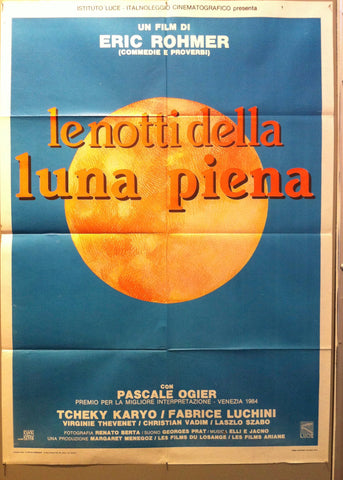 ISTITUTO LUCE - ITALNOLEGGIO CINEMATOGRAFICO presenta
UN FILM DI
ERIC ROHMER
(COMMEDIE E PROVERBI)
le notti della
luna piena
CON
PASCALE OGIER
PREMIO PER LA MIGLIORE INTERPRETAZIONE - VENEZIA 1984
TCHEKY KARYO / FABRICE LUCHINI
VIRGINIE THEVENET / CHRISTIAN VADIM / LASZLO SZABO
FOTOGRAFIA RENATO BERTA / SUONO GEORGES PRAT / MUSICS ELLI E JACNO
UNA PRODUZIONE MARGARET MENEGOZ / LES FILMS DU LOSANGE / LES FILMS ARIANE
LUCE